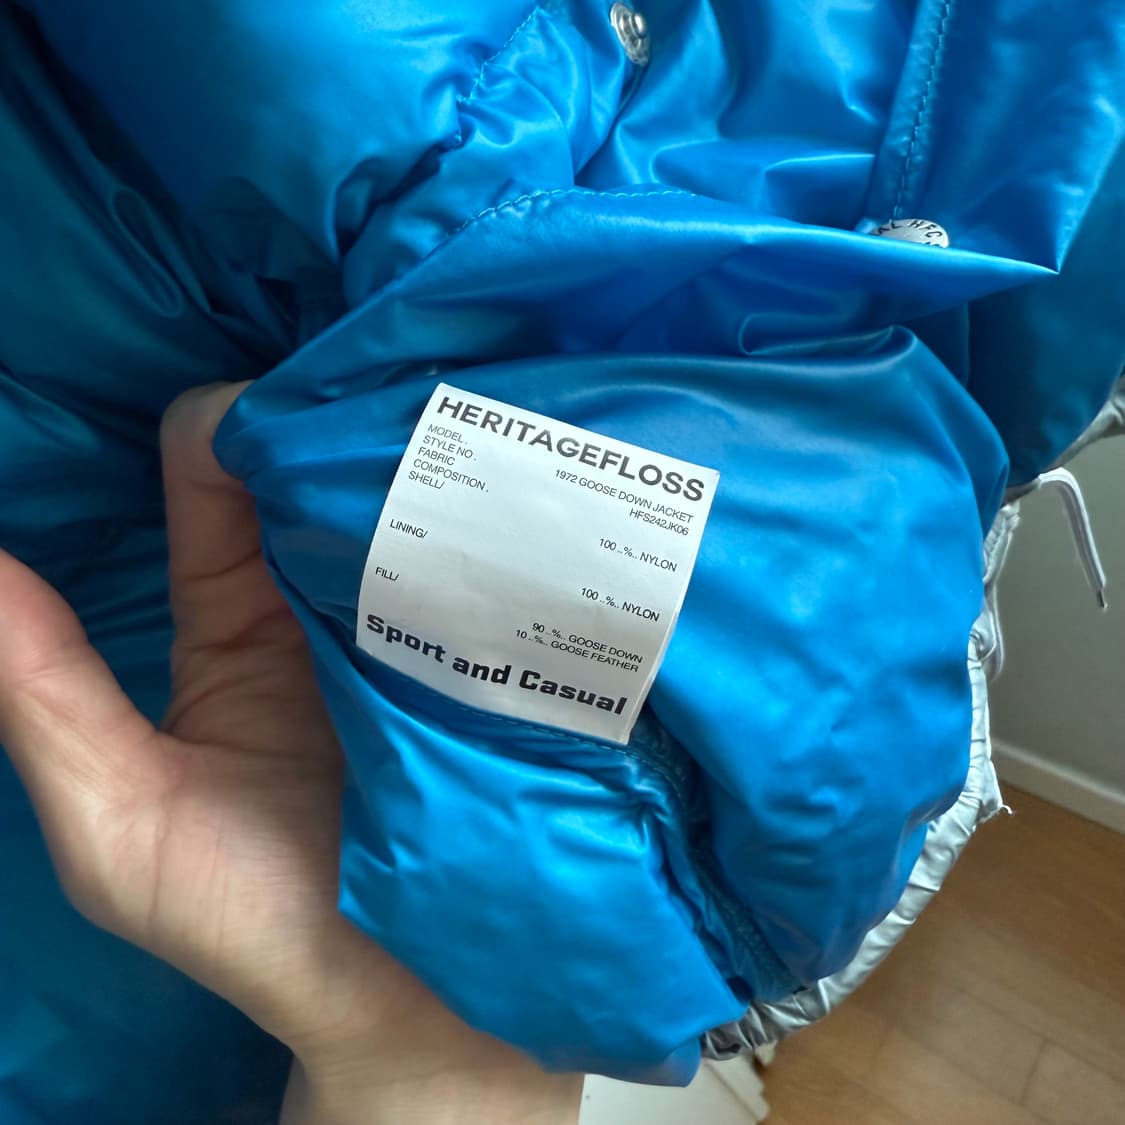 HERITAGEFLOSS
MODEL. 1972 GOOSE DOWN JACKET
STYLE NO. HFS242JK06
FABRIC
COMPOSITION.
SHELL/ 100..%.. NYLON
LINING/ 100..%.. NYLON
FILL/ 90..%.. GOOSE DOWN
10..%.. GOOSE FEATHER
Sport and Casual
HFC